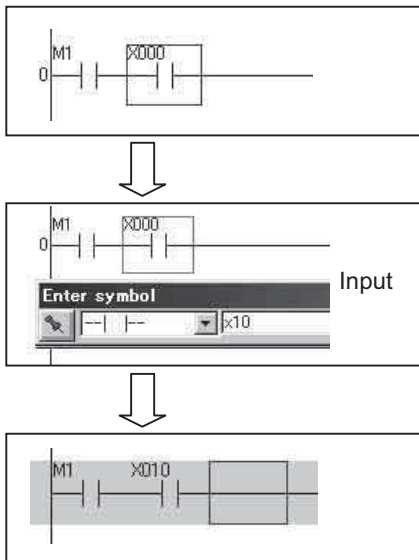 M1 X000
0
M1 X000
0
Input
Enter symbol
--| |-- x10
M1 X010